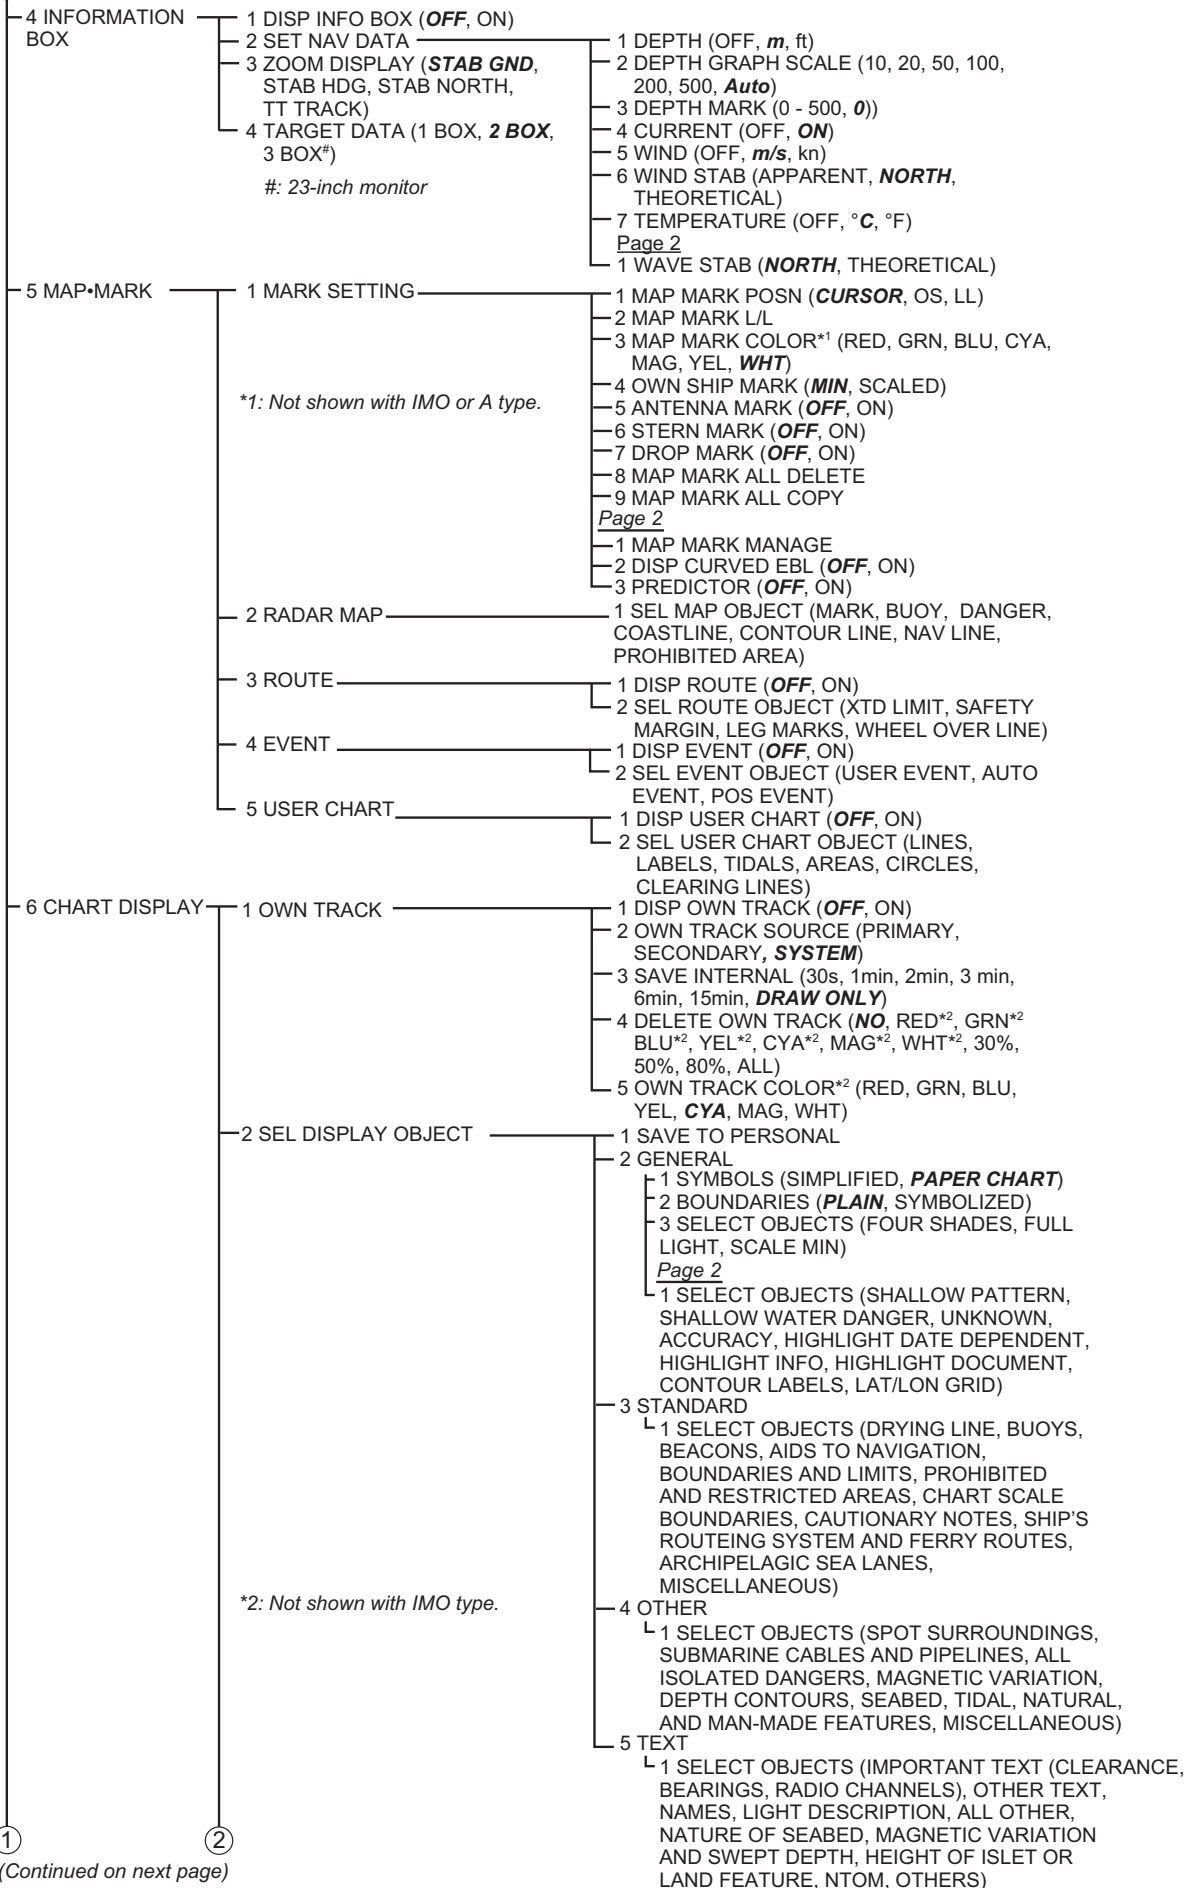 4 INFORMATION
BOX
1 DISP INFO BOX (OFF, ON)
2 SET NAV DATA
3 ZOOM DISPLAY (STAB GND,
STAB HDG, STAB NORTH,
TT TRACK)
4 TARGET DATA (1 BOX, 2 BOX,
3 BOX#)
#: 23-inch monitor
1 DEPTH (OFF, m, ft)
2 DEPTH GRAPH SCALE (10, 20, 50, 100,
200, 500, Auto)
3 DEPTH MARK (0 - 500, 0))
4 CURRENT (OFF, ON)
5 WIND (OFF, m/s, kn)
6 WIND STAB (APPARENT, NORTH,
THEORETICAL)
7 TEMPERATURE (OFF, °C, °F)
Page 2
1 WAVE STAB (NORTH, THEORETICAL)
5 MAP•MARK
1 MARK SETTING
*1: Not shown with IMO or A type.
1 MAP MARK POSN (CURSOR, OS, LL)
2 MAP MARK L/L
3 MAP MARK COLOR*1 (RED, GRN, BLU, CYA,
MAG, YEL, WHT)
4 OWN SHIP MARK (MIN, SCALED)
5 ANTENNA MARK (OFF, ON)
6 STERN MARK (OFF, ON)
7 DROP MARK (OFF, ON)
8 MAP MARK ALL DELETE
9 MAP MARK ALL COPY
Page 2
1 MAP MARK MANAGE
2 DISP CURVED EBL (OFF, ON)
3 PREDICTOR (OFF, ON)
2 RADAR MAP
1 SEL MAP OBJECT (MARK, BUOY, DANGER,
COASTLINE, CONTOUR LINE, NAV LINE,
PROHIBITED AREA)
3 ROUTE
1 DISP ROUTE (OFF, ON)
2 SEL ROUTE OBJECT (XTD LIMIT, SAFETY
MARGIN, LEG MARKS, WHEEL OVER LINE)
4 EVENT
1 DISP EVENT (OFF, ON)
2 SEL EVENT OBJECT (USER EVENT, AUTO
EVENT, POS EVENT)
5 USER CHART
1 DISP USER CHART (OFF, ON)
2 SEL USER CHART OBJECT (LINES,
LABELS, TIDALS, AREAS, CIRCLES,
CLEARING LINES)
6 CHART DISPLAY
1 OWN TRACK
1 DISP OWN TRACK (OFF, ON)
2 OWN TRACK SOURCE (PRIMARY,
SECONDARY, SYSTEM)
3 SAVE INTERNAL (30s, 1min, 2min, 3 min,
6min, 15min, DRAW ONLY)
4 DELETE OWN TRACK (NO, RED*2, GRN*2
BLU*2, YEL*2, CYA*2, MAG*2, WHT*2, 30%,
50%, 80%, ALL)
5 OWN TRACK COLOR*2 (RED, GRN, BLU,
YEL, CYA, MAG, WHT)
2 SEL DISPLAY OBJECT
1 SAVE TO PERSONAL
2 GENERAL
1 SYMBOLS (SIMPLIFIED, PAPER CHART)
2 BOUNDARIES (PLAIN, SYMBOLIZED)
3 SELECT OBJECTS (FOUR SHADES, FULL
LIGHT, SCALE MIN)
Page 2
1 SELECT OBJECTS (SHALLOW PATTERN,
SHALLOW WATER DANGER, UNKNOWN,
ACCURACY, HIGHLIGHT DATE DEPENDENT,
HIGHLIGHT INFO, HIGHLIGHT DOCUMENT,
CONTOUR LABELS, LAT/LON GRID)
3 STANDARD
1 SELECT OBJECTS (DRYING LINE, BUOYS,
BEACONS, AIDS TO NAVIGATION,
BOUNDARIES AND LIMITS, PROHIBITED
AND RESTRICTED AREAS, CHART SCALE
BOUNDARIES, CAUTIONARY NOTES, SHIP'S
ROUTEING SYSTEM AND FERRY ROUTES,
ARCHIPELAGIC SEA LANES,
MISCELLANEOUS)
*2: Not shown with IMO type.
4 OTHER
1 SELECT OBJECTS (SPOT SURROUNDINGS,
SUBMARINE CABLES AND PIPELINES, ALL
ISOLATED DANGERS, MAGNETIC VARIATION,
DEPTH CONTOURS, SEABED, TIDAL, NATURAL,
AND MAN-MADE FEATURES, MISCELLANEOUS)
5 TEXT
1 SELECT OBJECTS (IMPORTANT TEXT (CLEARANCE,
BEARINGS, RADIO CHANNELS), OTHER TEXT,
NAMES, LIGHT DESCRIPTION, ALL OTHER,
NATURE OF SEABED, MAGNETIC VARIATION
AND SWEPT DEPTH, HEIGHT OF ISLET OR
LAND FEATURE, NTOM, OTHERS)
1
2
(Continued on next page)